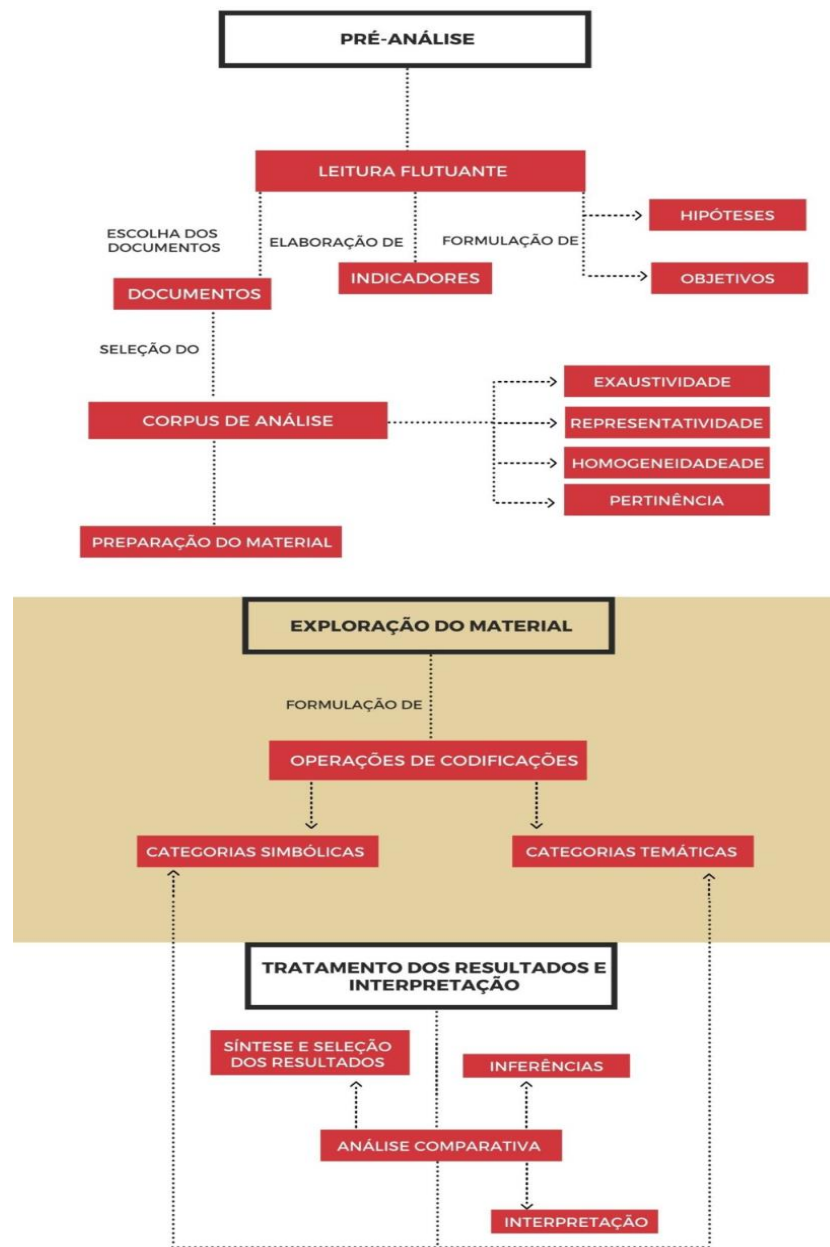 PRÉ-ANÁLISE
LEITURA FLUTUANTE
ESCOLHA DOS
DOCUMENTOS
ELABORAÇÃO DE
FORMULAÇÃO DE
HIPÓTESES
DOCUMENTOS
INDICADORES
OBJETIVOS
SELEÇÃO DO
CORPUS DE ANÁLISE
EXAUSTIVIDADE
REPRESENTATIVIDADE
HOMOGENEIDADEADE
PERTINÊNCIA
PREPARAÇÃO DO MATERIAL
EXPLORAÇÃO DO MATERIAL
FORMULAÇÃO DE
OPERAÇÕES DE CODIFICAÇÕES
CATEGORIAS SIMBÓLICAS
CATEGORIAS TEMÁTICAS
TRATAMENTO DOS RESULTADOS E
INTERPRETAÇÃO
SÍNTESE E SELEÇÃO
DOS RESULTADOS
INFERÊNCIAS
ANÁLISE COMPARATIVA
INTERPRETAÇÃO